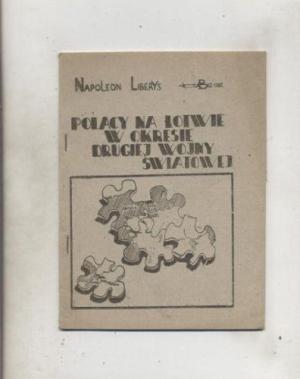 NAPOLEON LIBERYS
POLACY NA ŁOTWIE
W OKRESIE
DRUGIEJ WOJNY
ŚWIATOWEJ